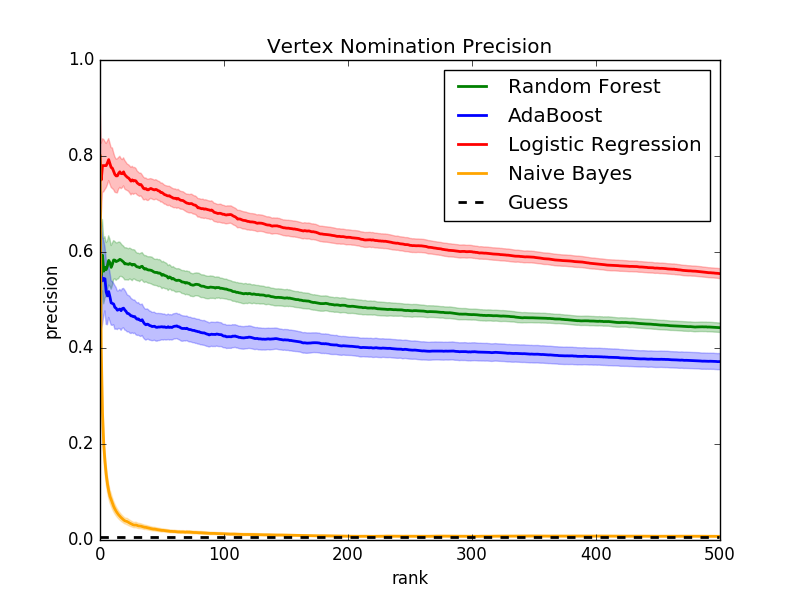 Vertex Nomination Precision
1.0
0.8
0.6
0.4
0.2
0.0
precision
Random Forest
AdaBoost
Logistic Regression
Naive Bayes
Guess
0 100 200 300 400 500
rank